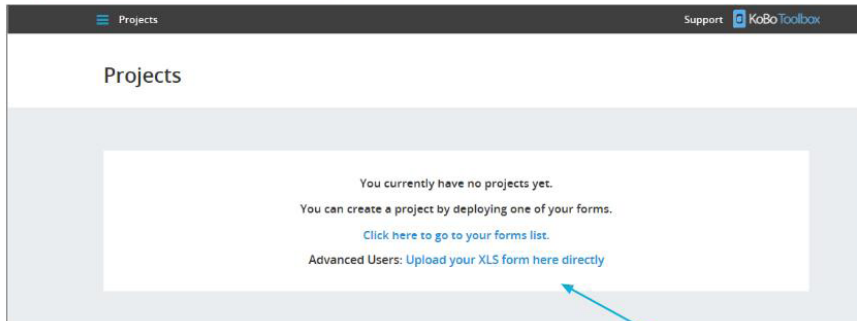 Projects
Support KoBoToolbox
Projects
You currently have no projects yet.
You can create a project by deploying one of your forms.
Click here to go to your forms list.
Advanced Users: Upload your XLS form here directly